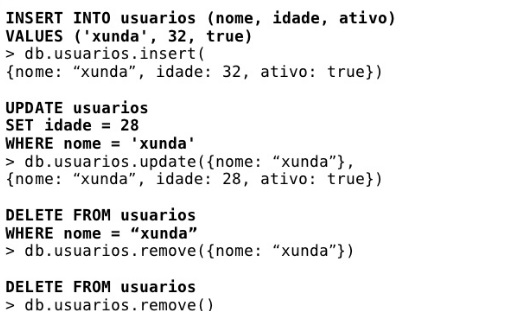 INSERT INTO usuarios (nome, idade, ativo)
VALUES ('xunda', 32, true)
> db.usuarios.insert(
{nome: “xunda”, idade: 32, ativo: true})
UPDATE usuarios
SET idade = 28
WHERE nome = 'xunda'
> db.usuarios.update({nome: “xunda”},
{nome: “xunda”, idade: 28, ativo: true})
DELETE FROM usuarios
WHERE nome = “xunda”
> db.usuarios.remove({nome: “xunda”})
DELETE FROM usuarios
> db.usuarios.remove()